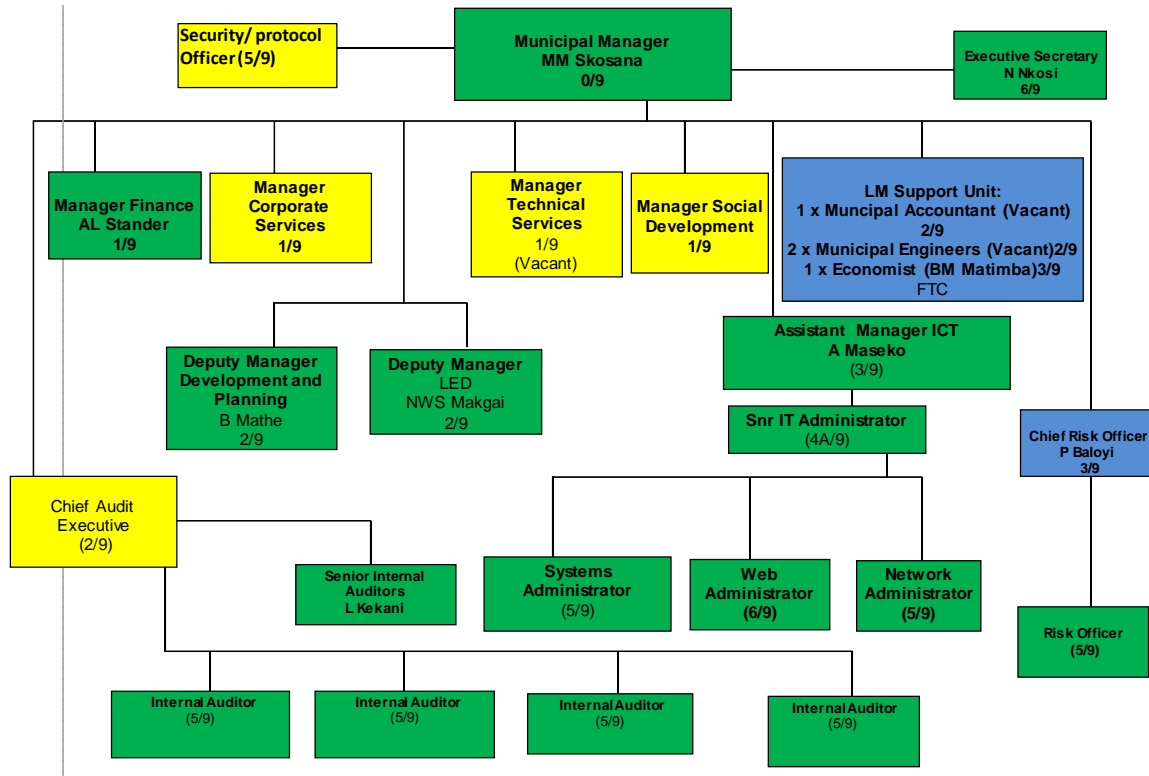 Security/ protocol
Officer (5/9)
Municipal Manager
MM Skosana
0/9
Executive Secretary
N Nkosi
6/9
Manager Finance
AL Stander
1/9
Manager
Corporate
Services
1/9
Manager
Technical
Services
1/9
(Vacant)
Manager Social
Development
1/9
LM Support Unit:
1 x Muncipal Accountant (Vacant)
2/9
2 x Municipal Engineers (Vacant)2/9
1 x Economist (BM Matimba)3/9
FTC
Deputy Manager
Development and
Planning
B Mathe
2/9
Deputy Manager
LED
NWS Makgai
2/9
Assistant Manager ICT
A Maseko
(3/9)
Snr IT Administrator
(4A/9)
Chief Risk Officer
P Baloyi
3/9
Chief Audit
Executive
(2/9)
Senior Internal
Auditors
L Kekani
Systems
Administrator
(5/9)
Web
Administrator
(6/9)
Network
Administrator
(5/9)
Risk Officer
(5/9)
Internal Auditor
(5/9)
Internal Auditor
(5/9)
Internal Auditor
(5/9)
Internal Auditor
(5/9)